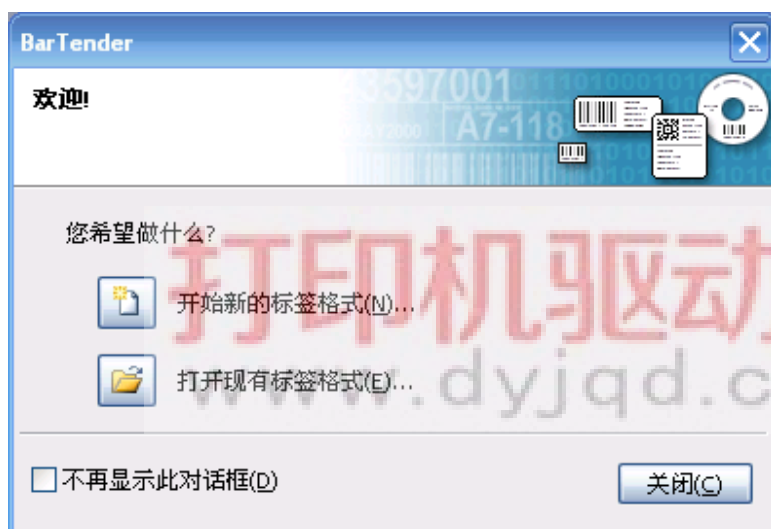 BarTender
欢迎!
3597001
A7-118
您希望做什么?
开始新的标签格式(N)...
打开现有标签格式(E)...
打印机驱动
www.dyjqd.c
不再显示此对话框(D)
关闭(C)